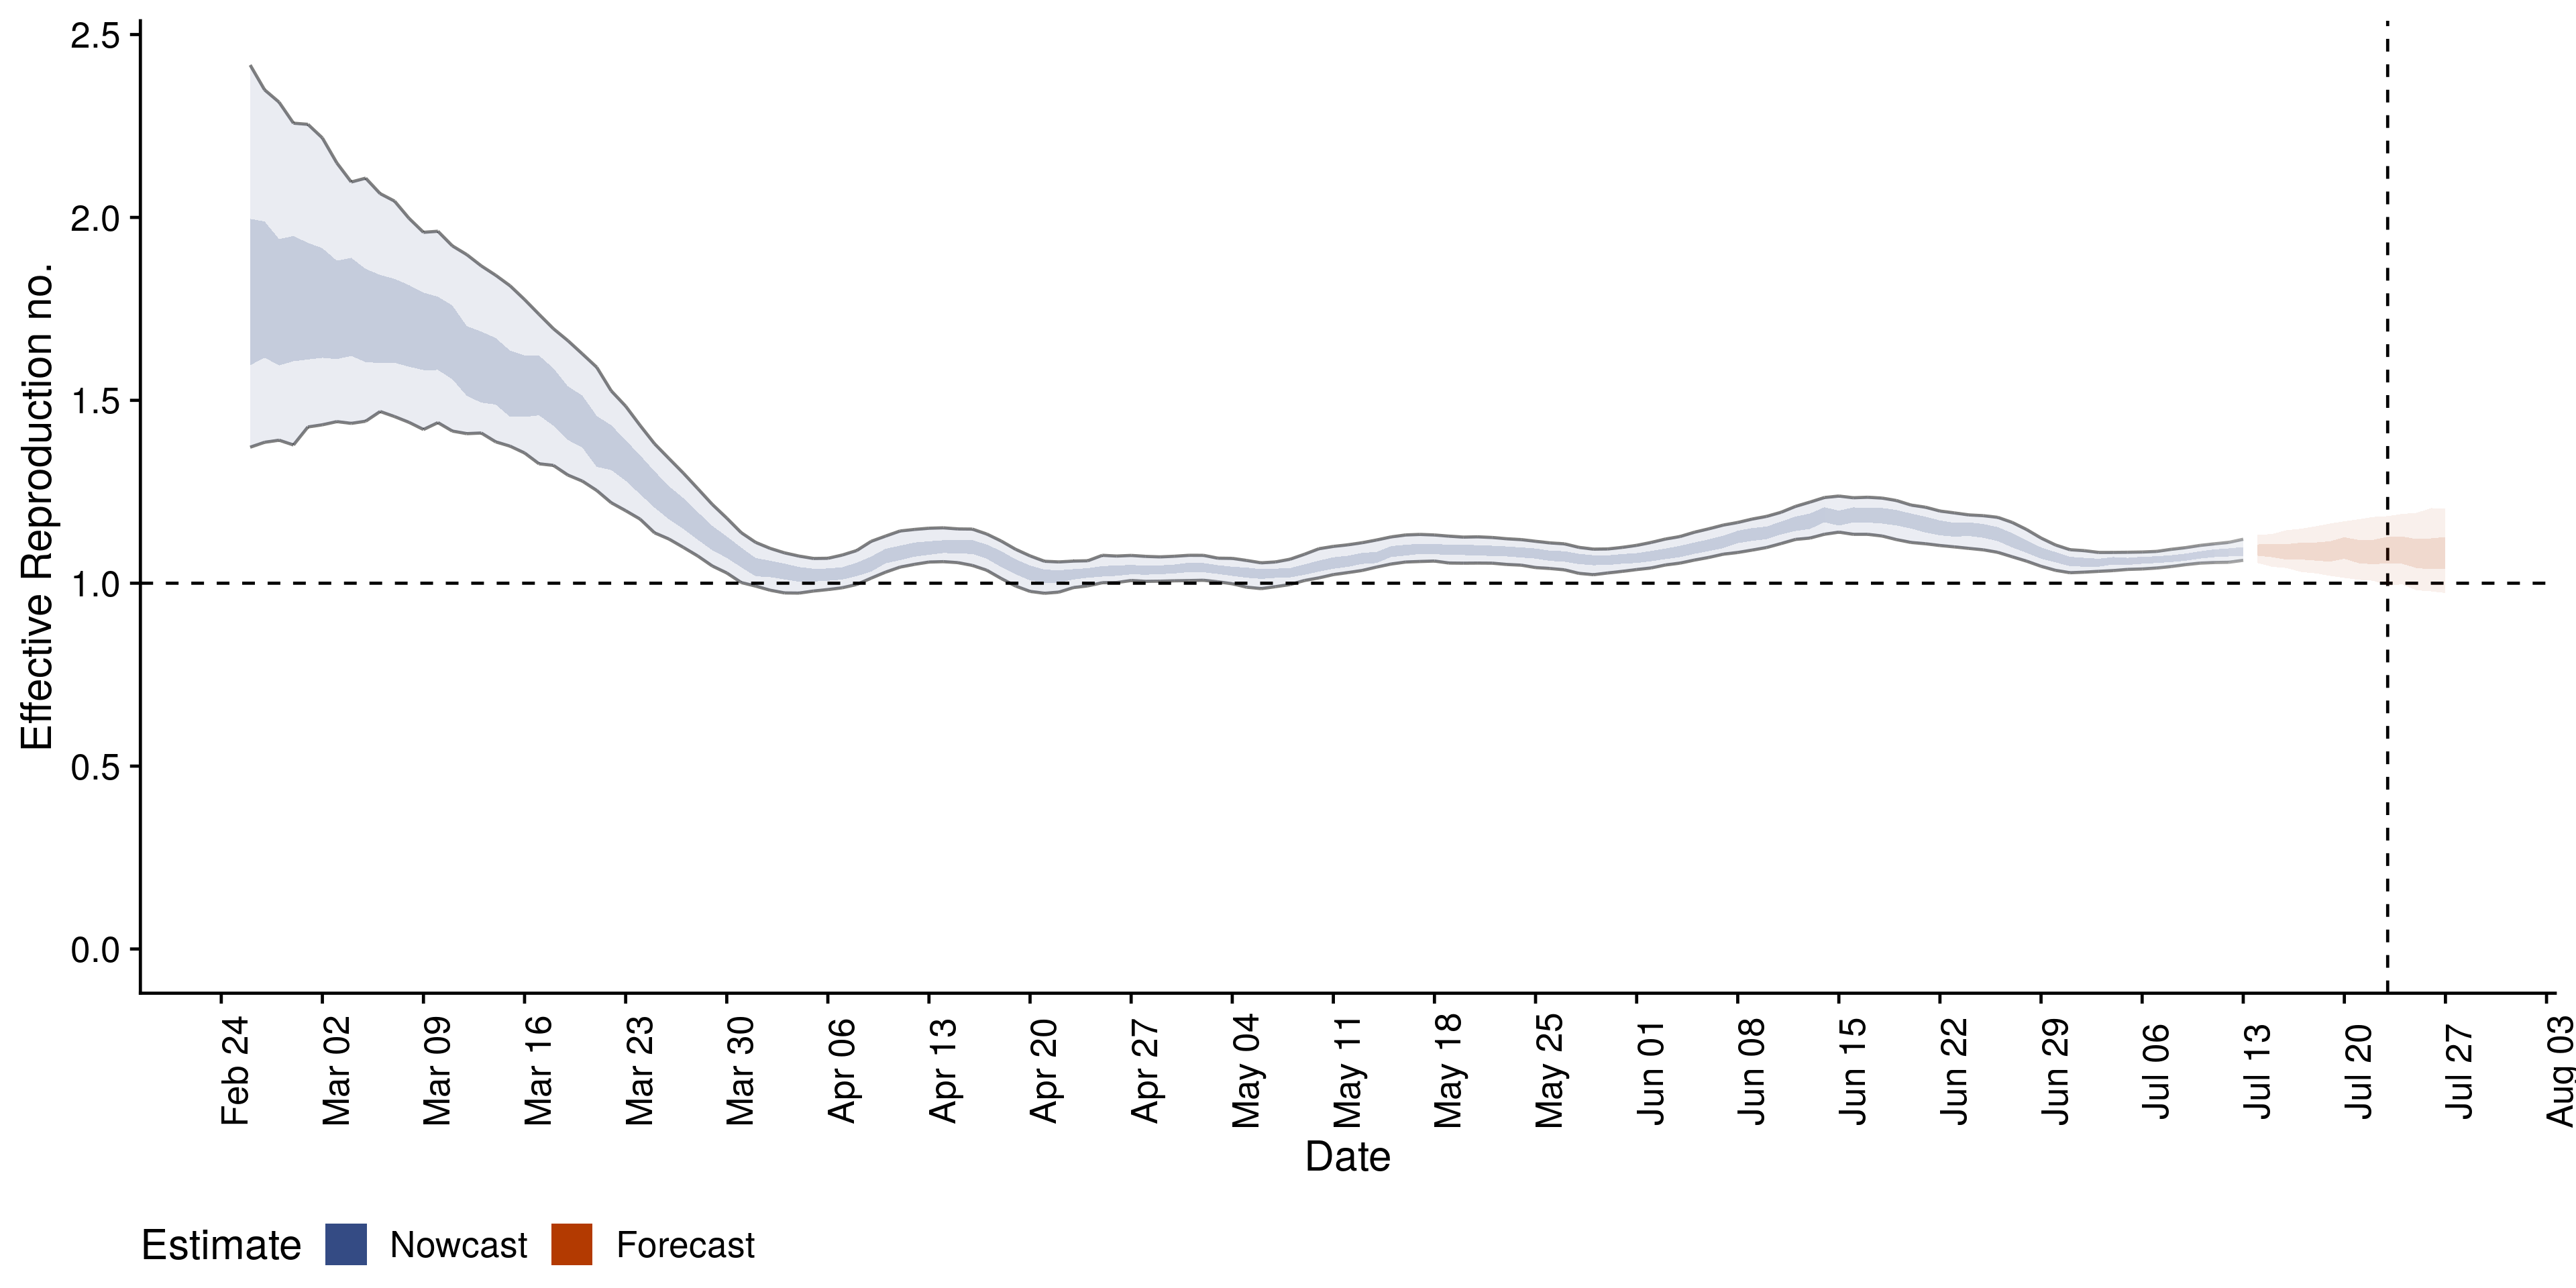 2.5
2.0
1.5
1.0
0.5
0.0
Effective Reproduction no.
Feb 24
Mar 02
Mar 09
Mar 16
Mar 23
Mar 30
Apr 06
Apr 13
Apr 20
Apr 27
May 04
May 11
May 18
May 25
Jun 01
Jun 08
Jun 15
Jun 22
Jun 29
Jul 06
Jul 13
Jul 20
Jul 27
Aug 03
Date
Estimate Nowcast Forecast